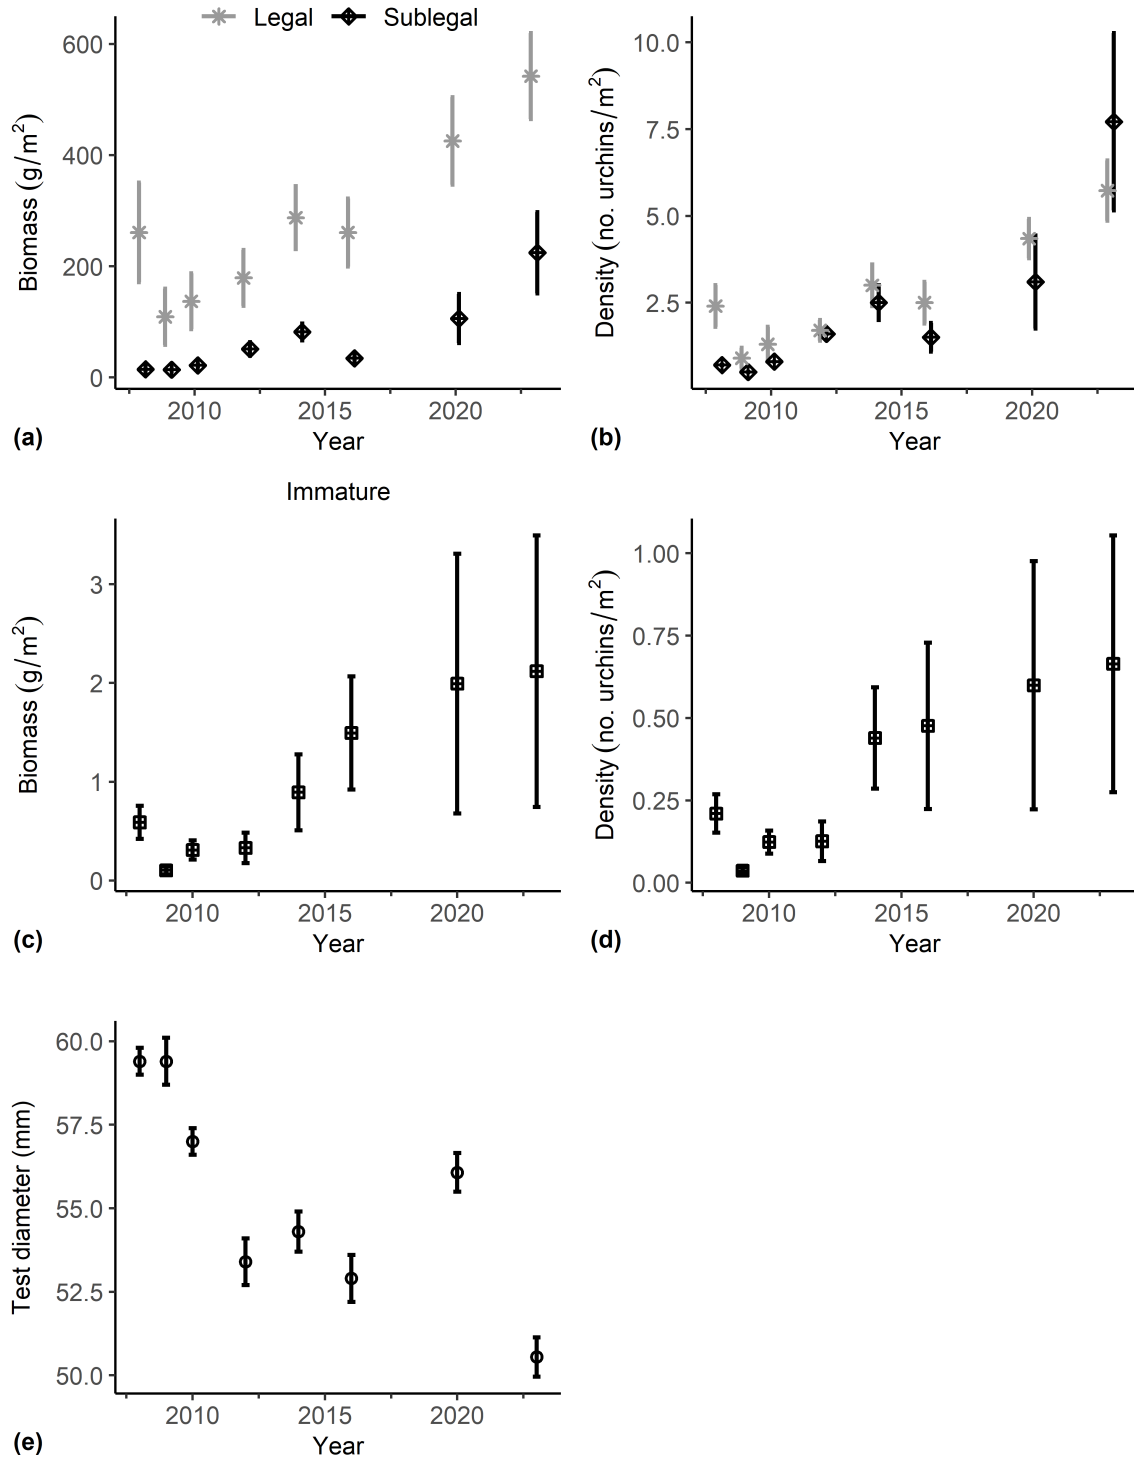 Legal Sublegal
600
400
200
0
Biomass (g/m²)
2010 2015 2020
Year
(a)
10.0
7.5
5.0
2.5
Density (no. urchins/m²)
2010 2015 2020
Year
(b)
Immature
3
2
1
0
Biomass (g/m²)
2010 2015 2020
Year
(c)
1.00
0.75
0.50
0.25
0.00
Density (no. urchins/m²)
2010 2015 2020
Year
(d)
60.0
57.5
55.0
52.5
50.0
Test diameter (mm)
2010 2015 2020
Year
(e)